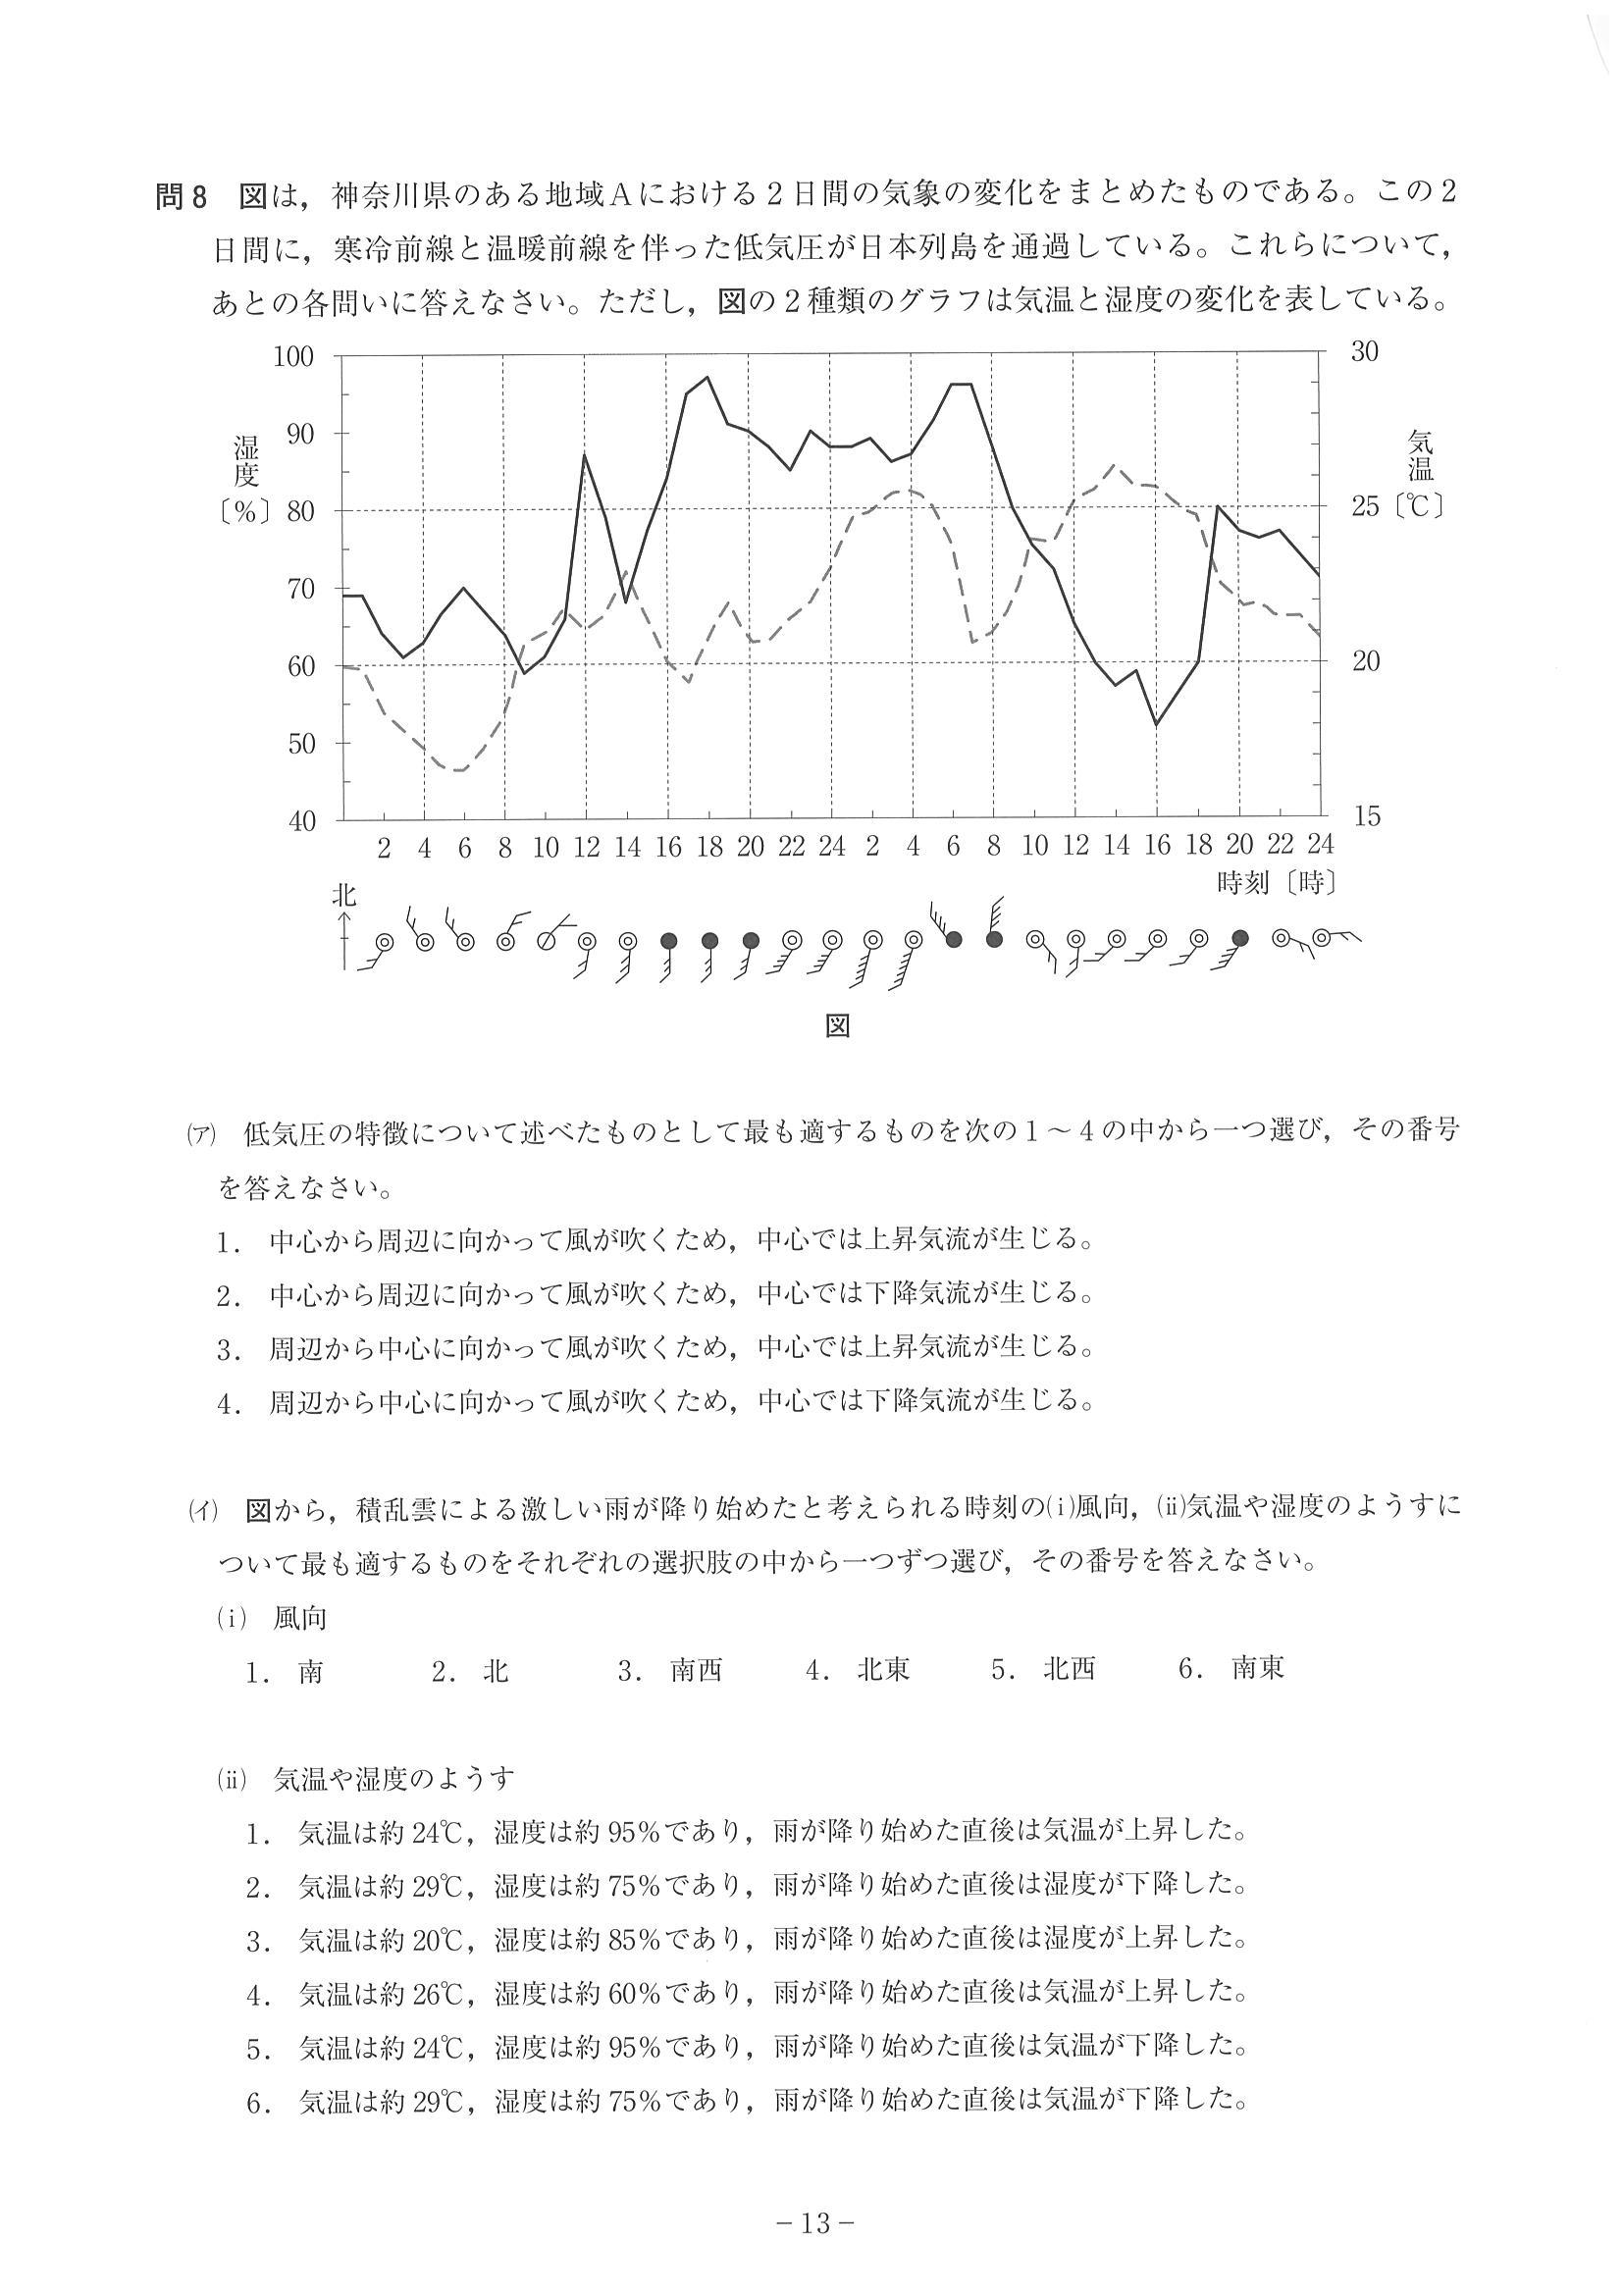 問8　図は，神奈川県のある地域Aにおける2日間の気象の変化をまとめたものである。この2
日間に，寒冷前線と温暖前線を伴った低気圧が日本列島を通過している。これらについて，
あとの各問いに答えなさい。ただし，図の2種類のグラフは気温と湿度の変化を表している。
100
90
80
70
60
50
40
湿度〔%〕
30
25
20
15
気温〔℃〕
2 4 6 8 10 12 14 16 18 20 22 24 2 4 6 8 10 12 14 16 18 20 22 24
時刻〔時〕
北
図
㋐　低気圧の特徴について述べたものとして最も適するものを次の1～4の中から一つ選び，その番号
を答えなさい。
1．中心から周辺に向かって風が吹くため，中心では上昇気流が生じる。
2．中心から周辺に向かって風が吹くため，中心では下降気流が生じる。
3．周辺から中心に向かって風が吹くため，中心では上昇気流が生じる。
4．周辺から中心に向かって風が吹くため，中心では下降気流が生じる。
(イ)　図から，積乱雲による激しい雨が降り始めたと考えられる時刻の(i)風向，(ii)気温や湿度のようすに
ついて最も適するものをそれぞれの選択肢の中から一つずつ選び，その番号を答えなさい。
(i)　風向
1．南　2．北　3．南西　4．北東　5．北西　6．南東
(ii)　気温や湿度のようす
1．気温は約24℃，湿度は約95%であり，雨が降り始めた直後は気温が上昇した。
2．気温は約29℃，湿度は約75%であり，雨が降り始めた直後は湿度が下降した。
3．気温は約20℃，湿度は約85%であり，雨が降り始めた直後は湿度が上昇した。
4．気温は約26℃，湿度は約60%であり，雨が降り始めた直後は気温が上昇した。
5．気温は約24℃，湿度は約95%であり，雨が降り始めた直後は気温が下降した。
6．気温は約29℃，湿度は約75%であり，雨が降り始めた直後は気温が下降した。
－13－